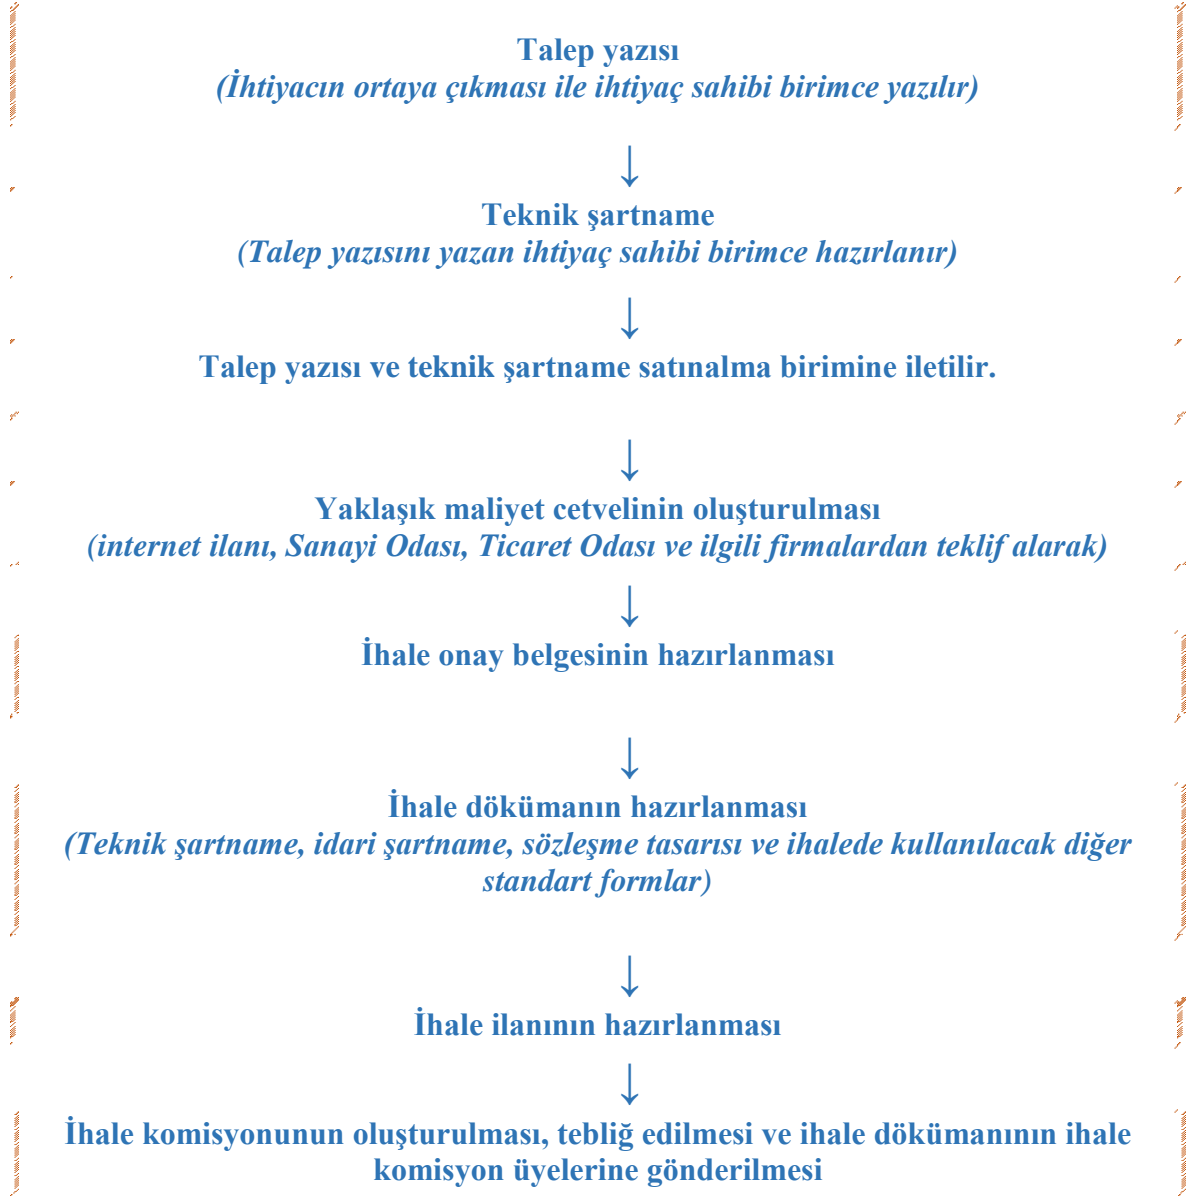 Talep yazısı
(İhtiyacın ortaya çıkması ile ihtiyaç sahibi birimce yazılır)
↓
Teknik şartname
(Talep yazısını yazan ihtiyaç sahibi birimce hazırlanır)
↓
Talep yazısı ve teknik şartname satınalma birimine iletilir.
↓
Yaklaşık maliyet cetvelinin oluşturulması
(internet ilanı, Sanayi Odası, Ticaret Odası ve ilgili firmalardan teklif alarak)
↓
İhale onay belgesinin hazırlanması
↓
İhale dökümanın hazırlanması
(Teknik şartname, idari şartname, sözleşme tasarısı ve ihalede kullanılacak diğer
standart formlar)
↓
İhale ilanının hazırlanması
↓
İhale komisyonunun oluşturulması, tebliğ edilmesi ve ihale dökümanının ihale
komisyon üyelerine gönderilmesi